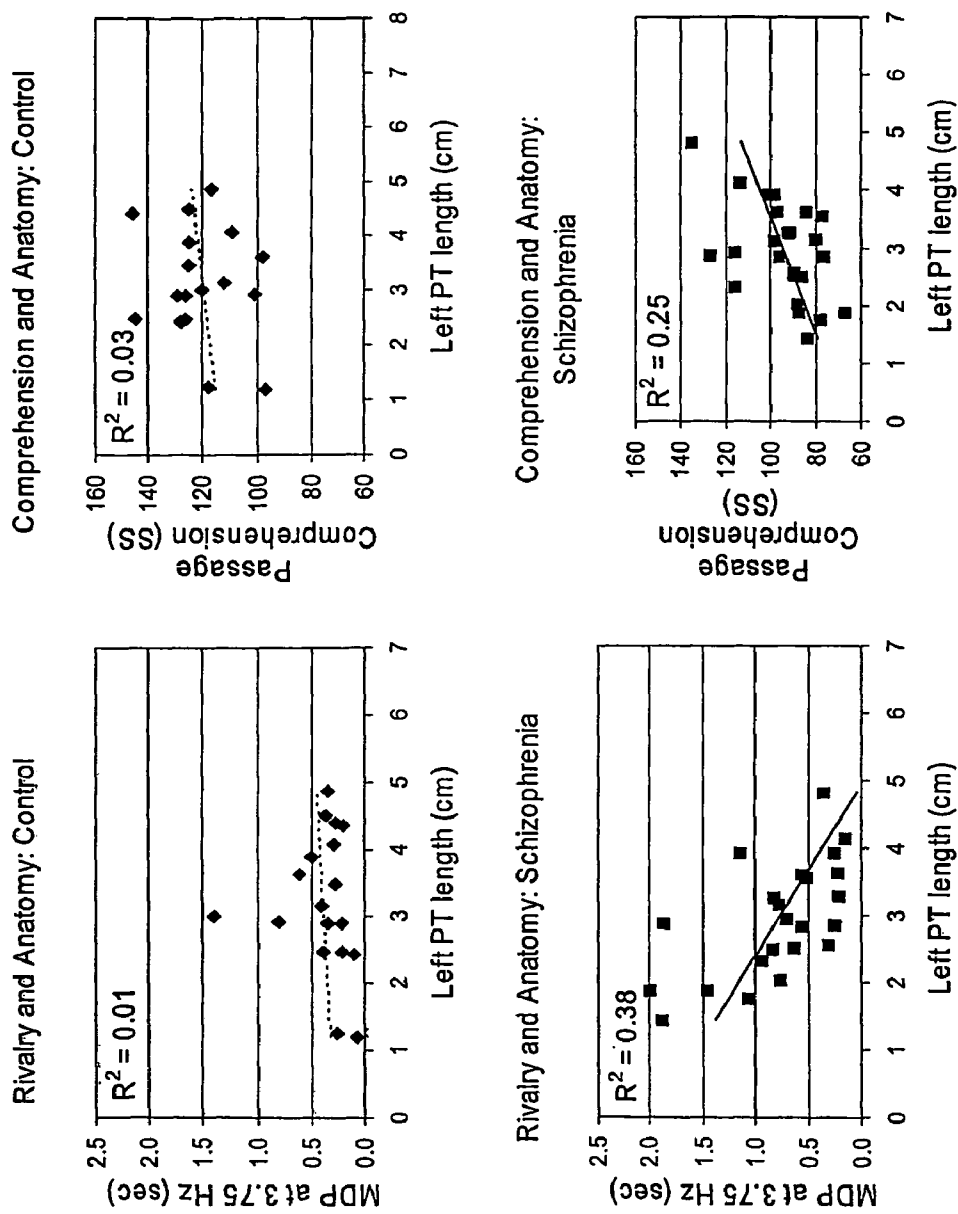 Rivalry and Anatomy: Control
R² = 0.01
2.5
2.0
1.5
1.0
0.5
0.0
MDP at 3.75 Hz (sec)
0 1 2 3 4 5 6 7
Left PT length (cm)
Comprehension and Anatomy: Control
R² = 0.03
160
140
120
100
80
60
Passage
Comprehension (SS)
0 1 2 3 4 5 6 7 8
Left PT length (cm)
Rivalry and Anatomy: Schizophrenia
R² = 0.38
2.5
2.0
1.5
1.0
0.5
0.0
MDP at 3.75 Hz (sec)
0 1 2 3 4 5 6 7
Left PT length (cm)
Comprehension and Anatomy:
Schizophrenia
R² = 0.25
160
140
120
100
80
60
Passage
Comprehension
(SS)
0 1 2 3 4 5 6 7
Left PT length (cm)